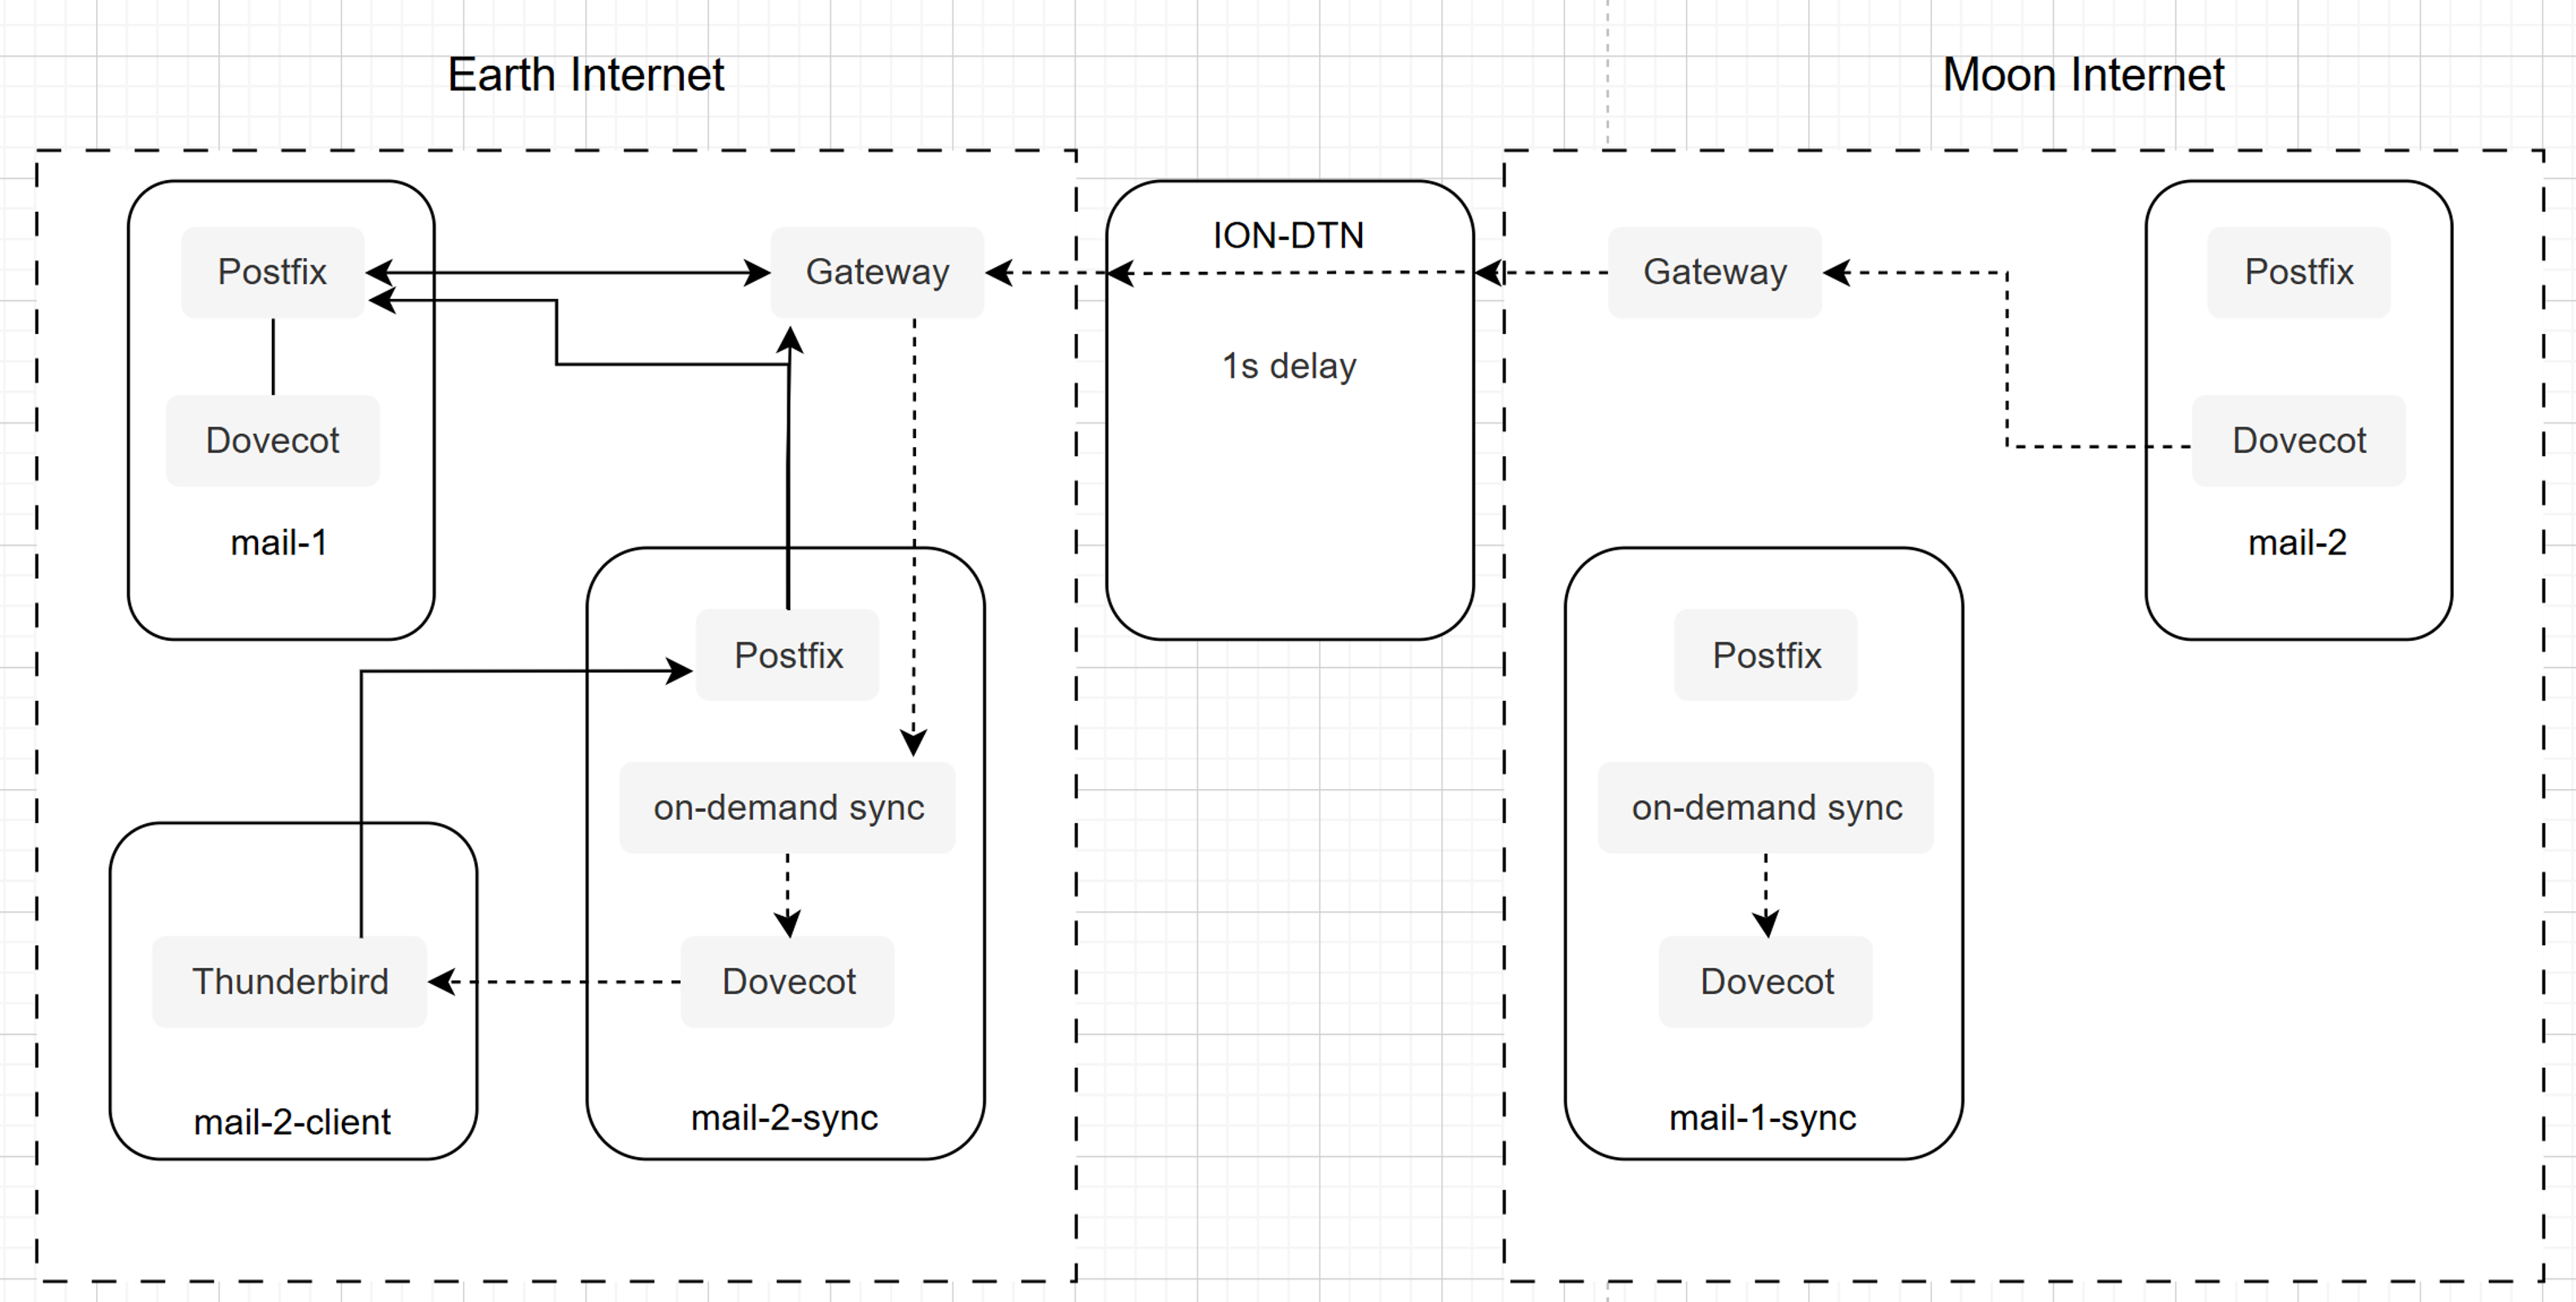 Earth Internet
Moon Internet
Postfix
Dovecot
mail-1
Gateway
ION-DTN
1s delay
Gateway
Postfix
Dovecot
mail-2
Postfix
on-demand sync
Dovecot
mail-2-sync
Thunderbird
mail-2-client
Postfix
on-demand sync
Dovecot
mail-1-sync